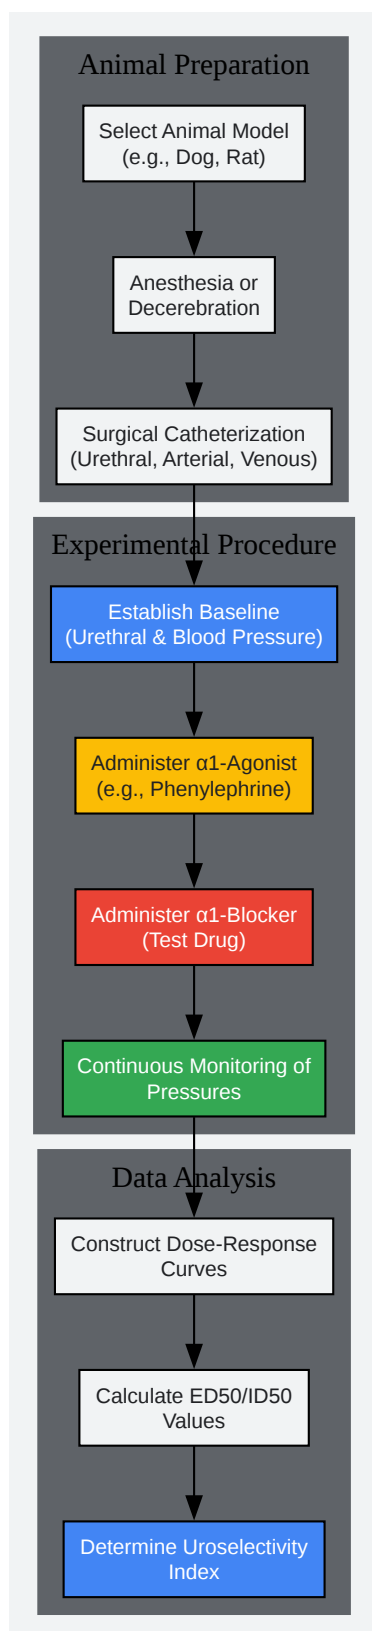 Animal Preparation
Select Animal Model
(e.g., Dog, Rat)
Anesthesia or
Decerebration
Surgical Catheterization
(Urethral, Arterial, Venous)
Experimental Procedure
Establish Baseline
(Urethral & Blood Pressure)
Administer α1-Agonist
(e.g., Phenylephrine)
Administer α1-Blocker
(Test Drug)
Continuous Monitoring of
Pressures
Data Analysis
Construct Dose-Response
Curves
Calculate ED50/ID50
Values
Determine Uroselectivity
Index